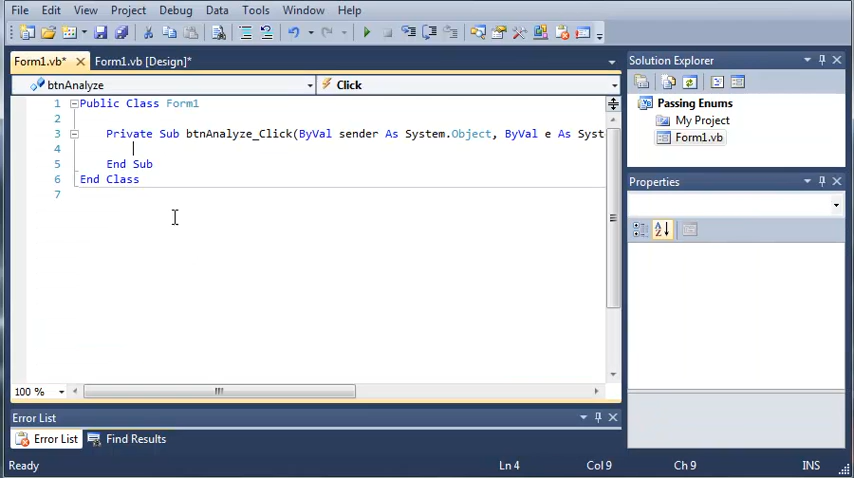 File Edit View Project Debug Data Tools Window Help
Form1.vb* Form1.vb [Design]*
btnAnalyze Click
1 Public Class Form1
2
3 Private Sub btnAnalyze_Click(ByVal sender As System.Object, ByVal e As Syst
4
5 End Sub
6 End Class
7
100 %
Solution Explorer
Passing Enums
My Project
Form1.vb
Properties
Error List
Error List Find Results
Ready Ln 4 Col 9 Ch 9 INS